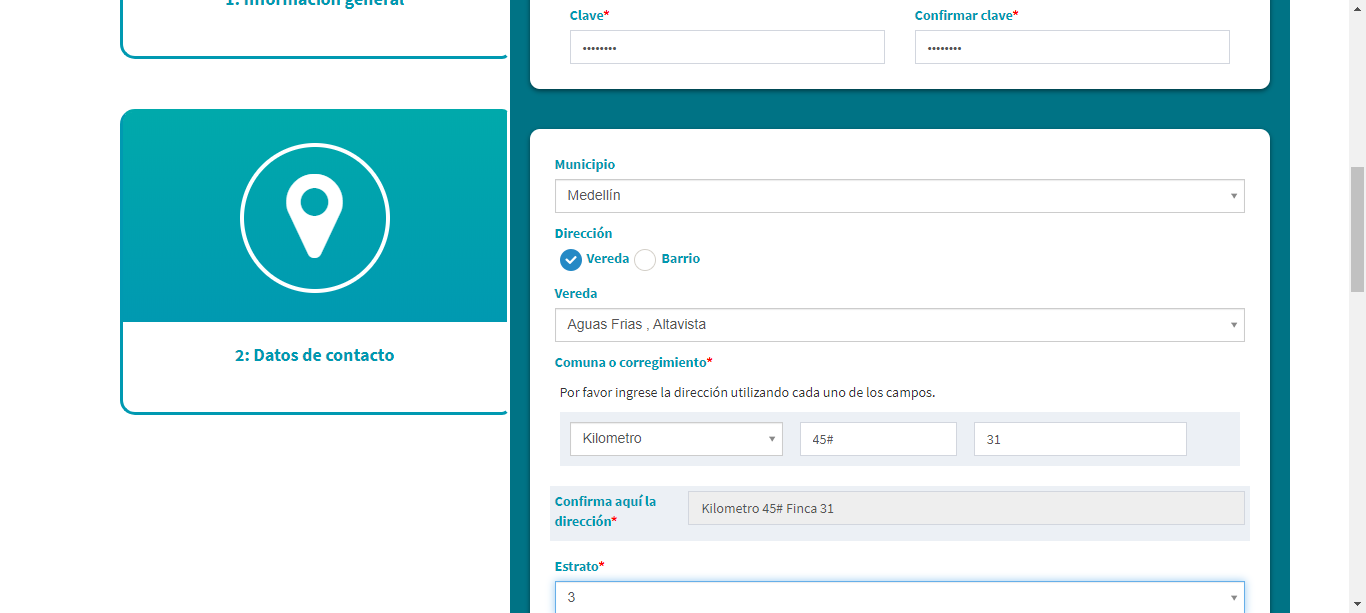 1: Información general
Clave*
Confirmar clave*
••••••••
••••••••
2: Datos de contacto
Municipio
Medellín
Dirección
Vereda
Barrio
Vereda
Aguas Frias , Altavista
Comuna o corregimiento*
Por favor ingrese la dirección utilizando cada uno de los campos.
Kilometro
45#
31
Confirma aquí la
dirección*
Kilometro 45# Finca 31
Estrato*
3